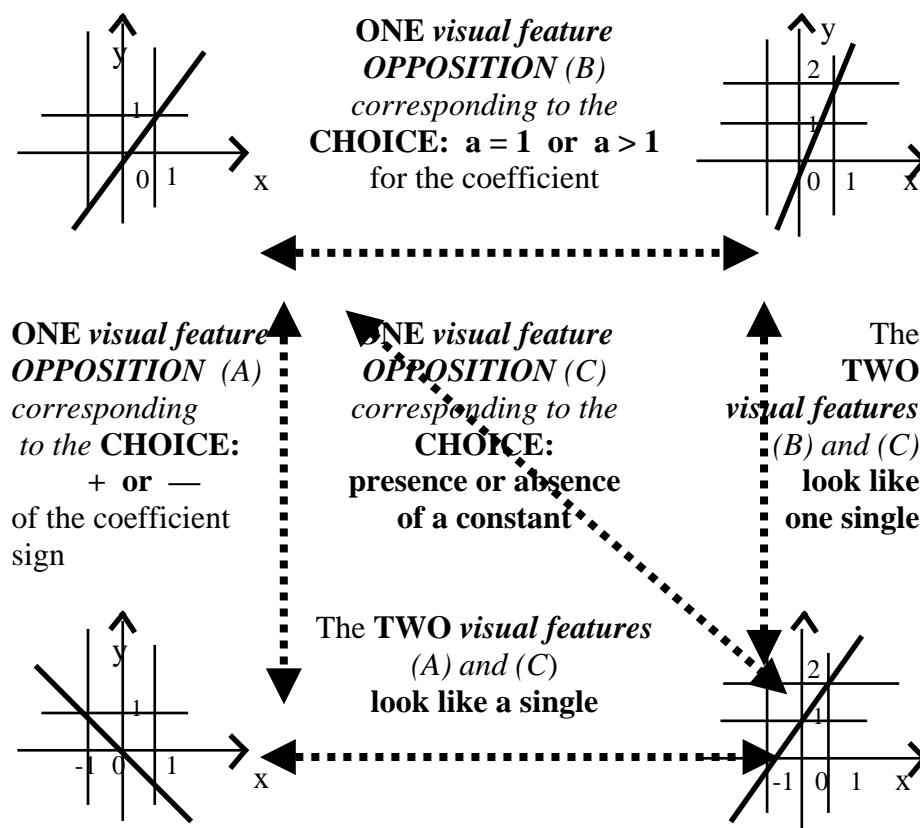 y
1
0
1
x
ONE visual feature
OPPOSITION (B)
corresponding to the
CHOICE: a = 1 or a > 1
for the coefficient
y
2
1
0
1
x
ONE visual feature
OPPOSITION (A)
corresponding
to the CHOICE:
+ or —
of the coefficient
sign
ONE visual feature
OPPOSITION (C)
corresponding to the
CHOICE:
presence or absence
of a constant
The
TWO
visual features
(B) and (C)
look like
one single
y
1
-1
0
1
x
The TWO visual features
(A) and (C)
look like a single
2
1
-1
0
1
x